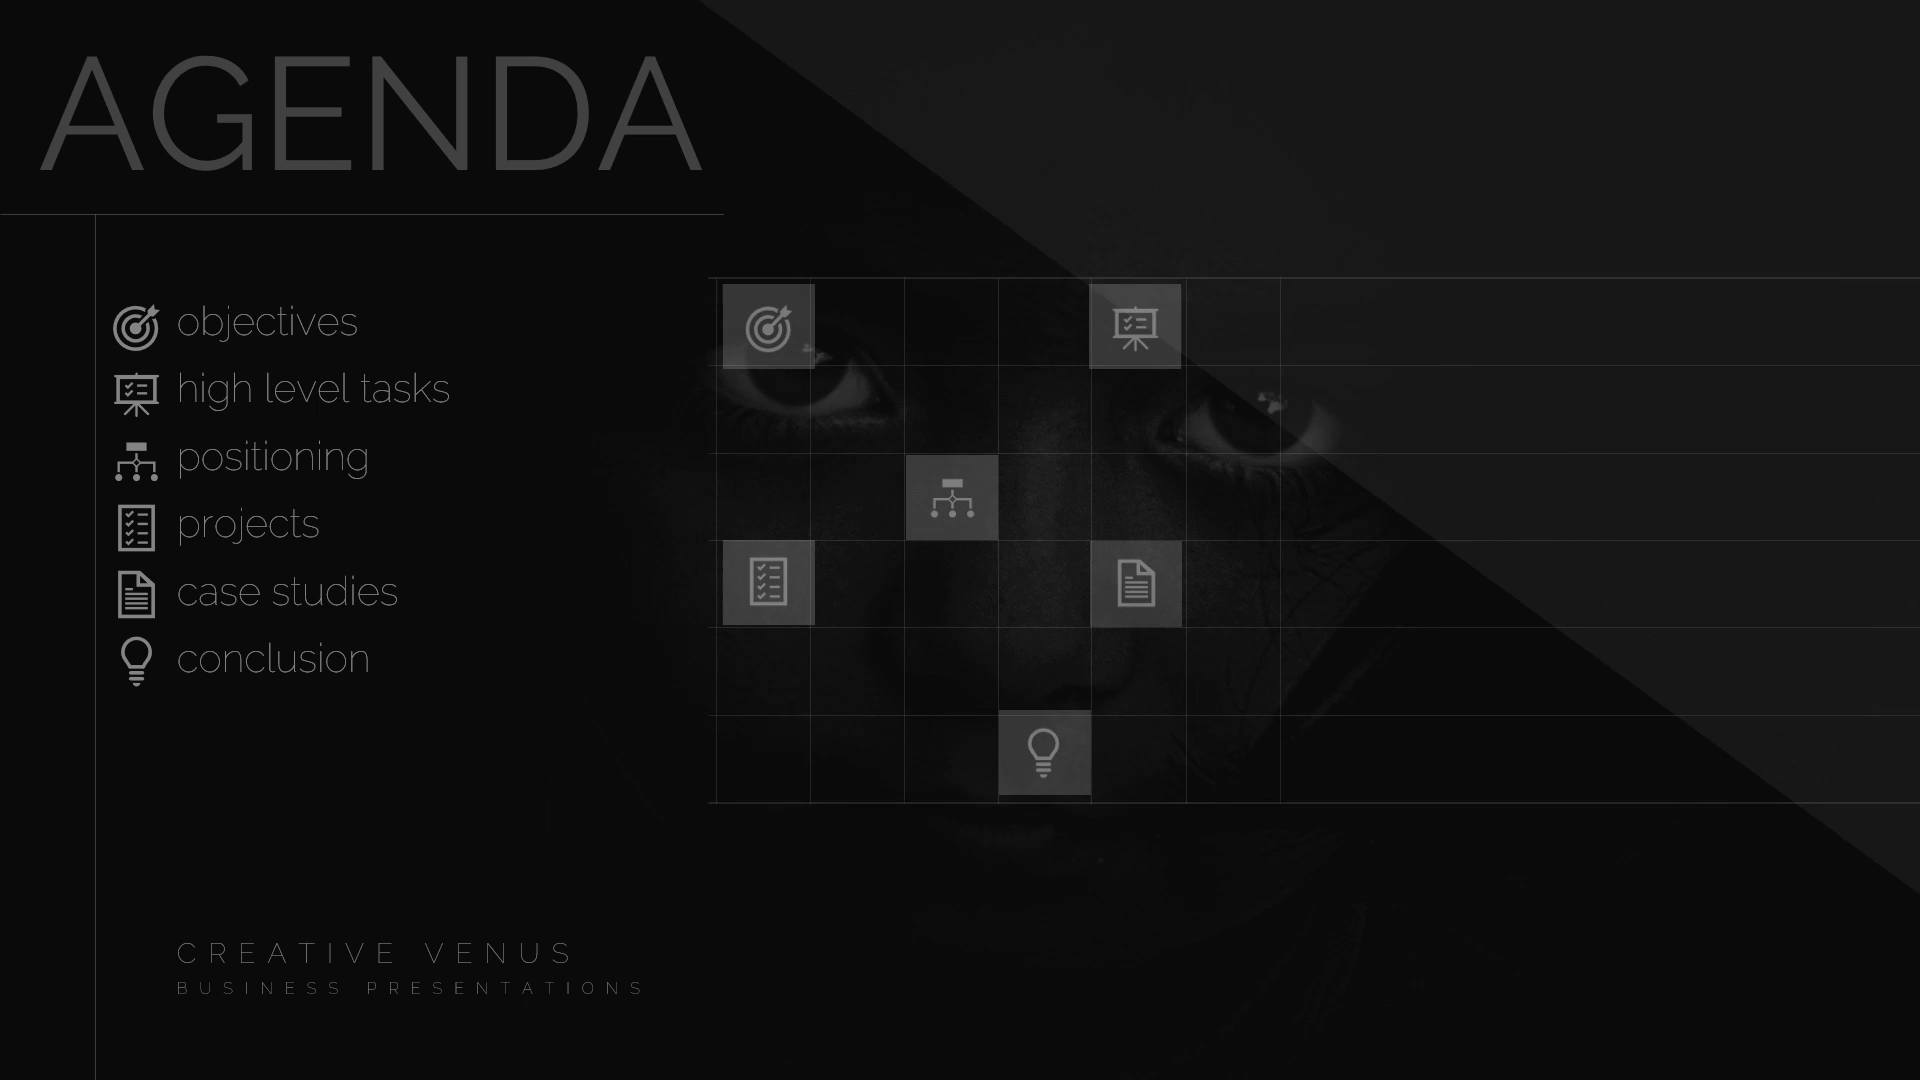 AGENDA
objectives
high level tasks
positioning
projects
case studies
conclusion
CREATIVE VENUS
BUSINESS PRESENTATIONS